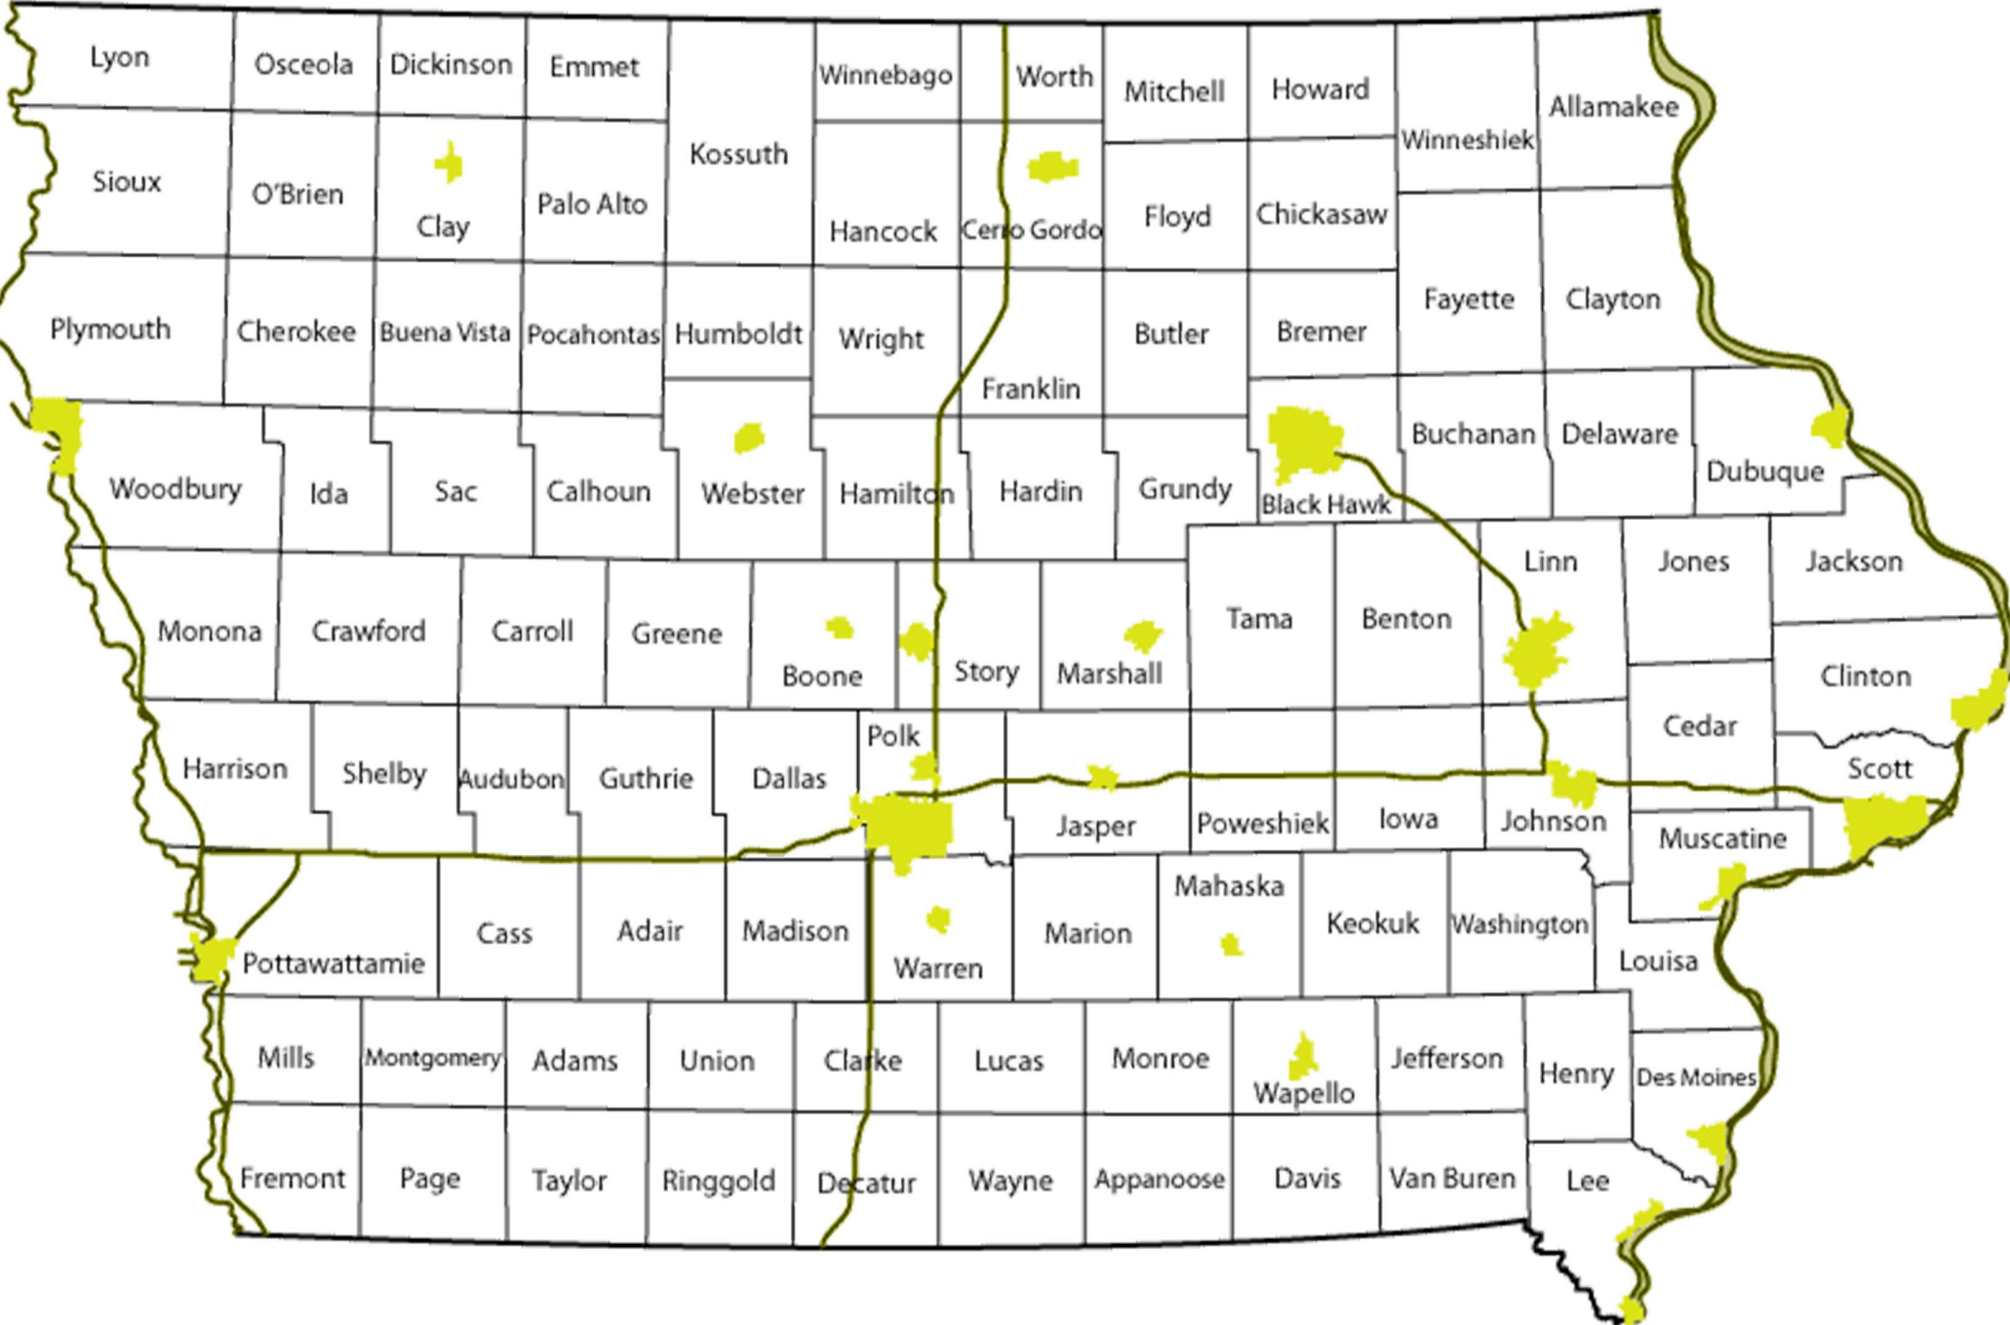 Lyon
Osceola
Dickinson
Emmet
Winnebago
Worth
Mitchell
Howard
Allamakee
Winneshiek
Kossuth
Sioux
O'Brien
Clay
Palo Alto
Hancock
Cerro Gordo
Floyd
Chickasaw
Fayette
Clayton
Plymouth
Cherokee
Buena Vista
Pocahontas
Humboldt
Wright
Franklin
Butler
Bremer
Buchanan
Delaware
Dubuque
Woodbury
Ida
Sac
Calhoun
Webster
Hamilton
Hardin
Grundy
Black Hawk
Linn
Jones
Jackson
Monona
Crawford
Carroll
Greene
Boone
Story
Marshall
Tama
Benton
Clinton
Cedar
Harrison
Shelby
Audubon
Guthrie
Dallas
Polk
Jasper
Poweshiek
Iowa
Johnson
Scott
Muscatine
Pottawattamie
Cass
Adair
Madison
Warren
Marion
Mahaska
Keokuk
Washington
Louisa
Mills
Montgomery
Adams
Union
Clarke
Lucas
Monroe
Wapello
Jefferson
Henry
Des Moines
Fremont
Page
Taylor
Ringgold
Decatur
Wayne
Appanoose
Davis
Van Buren
Lee